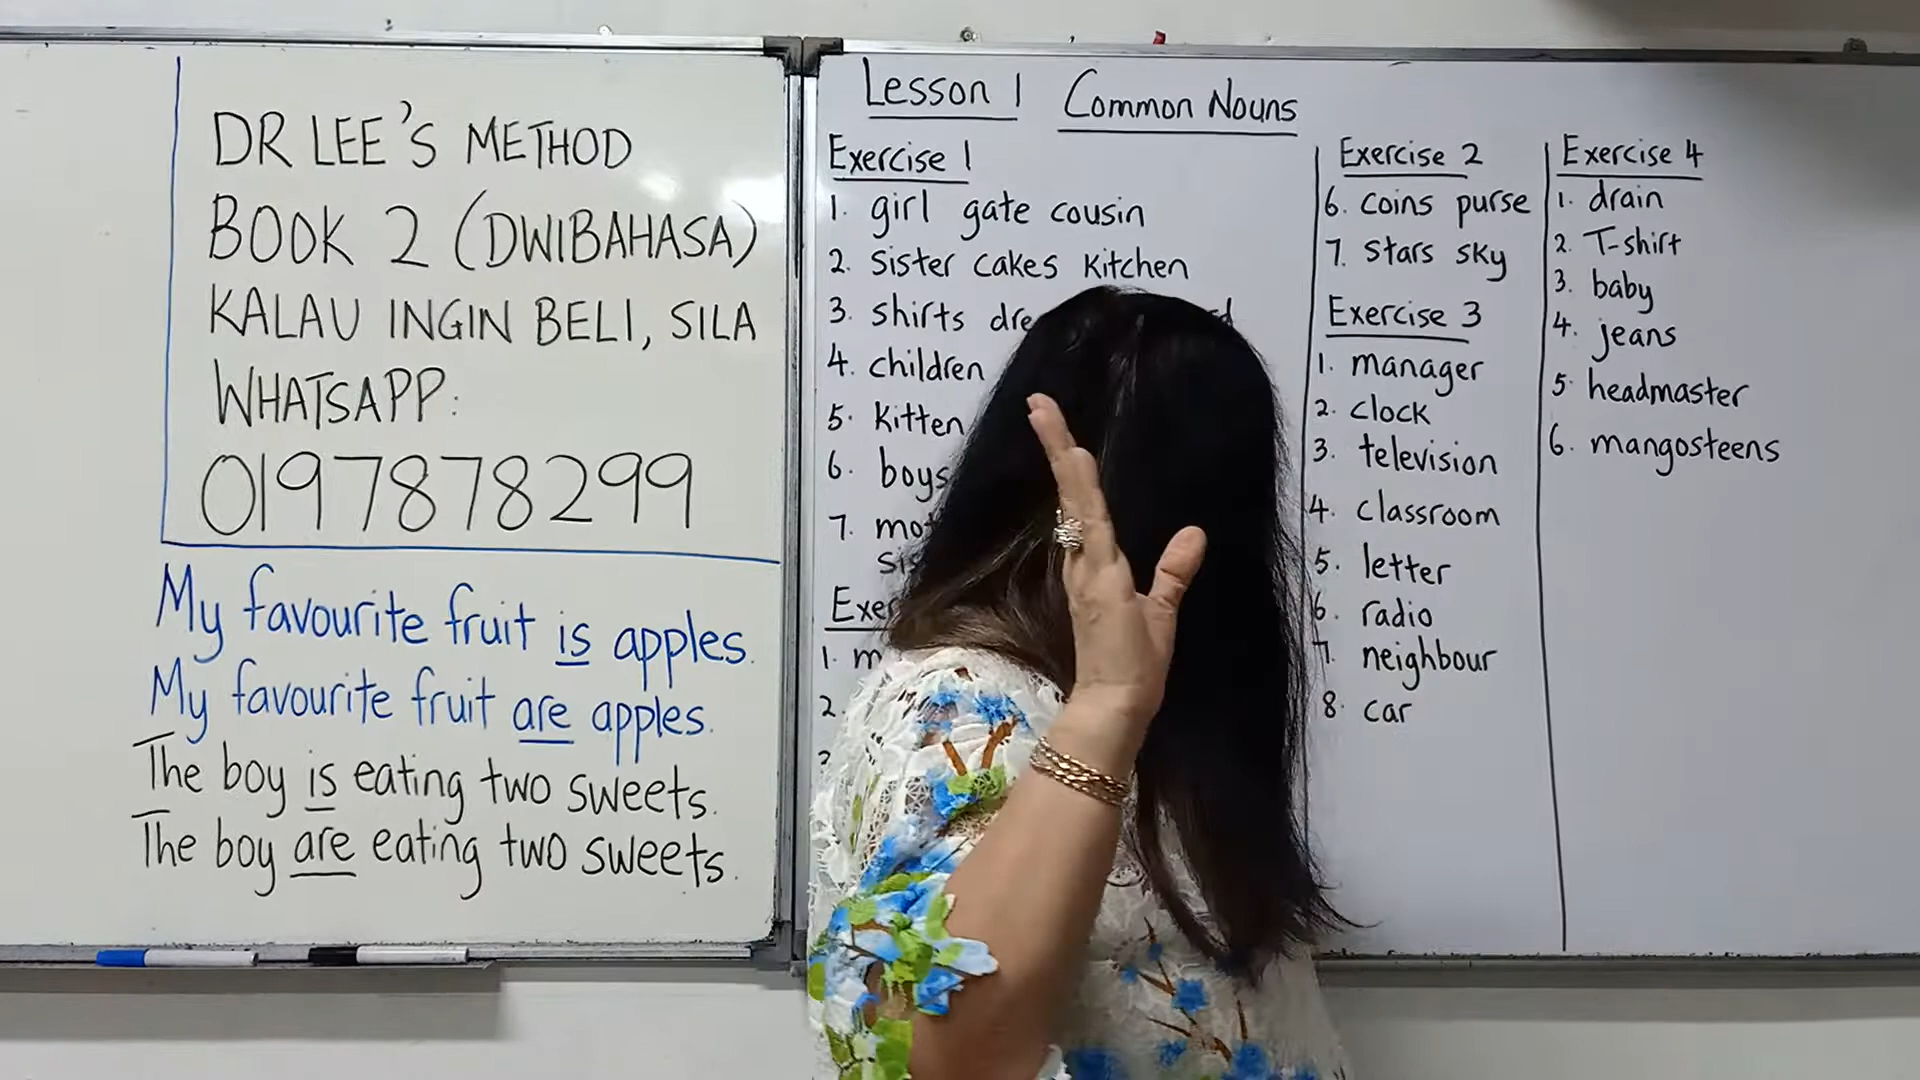 DR LEE'S METHOD
BOOK 2 (DWIBAHASA)
KALAU INGIN BELI, SILA
WHATSAPP:
0197878299
My favourite fruit is apples.
My favourite fruit are apples.
The boy is eating two sweets.
The boy are eating two sweets.
Lesson 1 Common Nouns
Exercise 1
1. girl gate cousin
2. sister cakes kitchen
3. shirts
4. children
5. kitten
6. boys
7.
1.
2.
Exercise 2
6. coins purse
7. stars sky
Exercise 3
1. manager
2. clock
3. television
4. classroom
5. letter
6. radio
7. neighbour
8. car
Exercise 4
1. drain
2. T-shirt
3. baby
4. jeans
5. headmaster
6. mangosteens